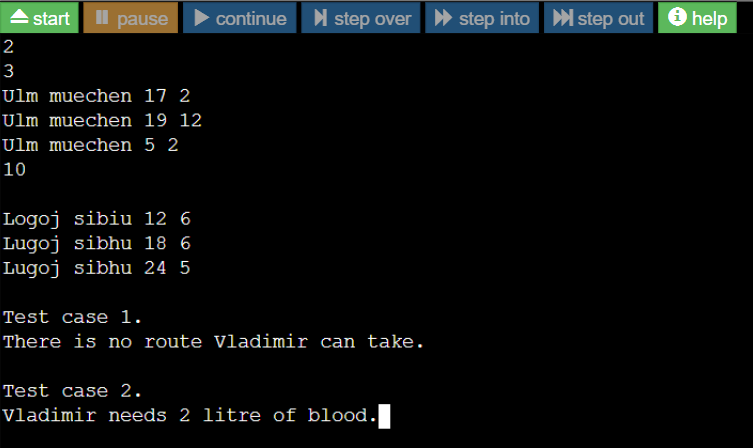 start pause continue step over step into step out help
2
3
Ulm muechen 17 2
Ulm muechen 19 12
Ulm muechen 5 2
10
Logoj sibiu 12 6
Lugoj sibhu 18 6
Lugoj sibhu 24 5
Test case 1.
There is no route Vladimir can take.
Test case 2.
Vladimir needs 2 litre of blood.